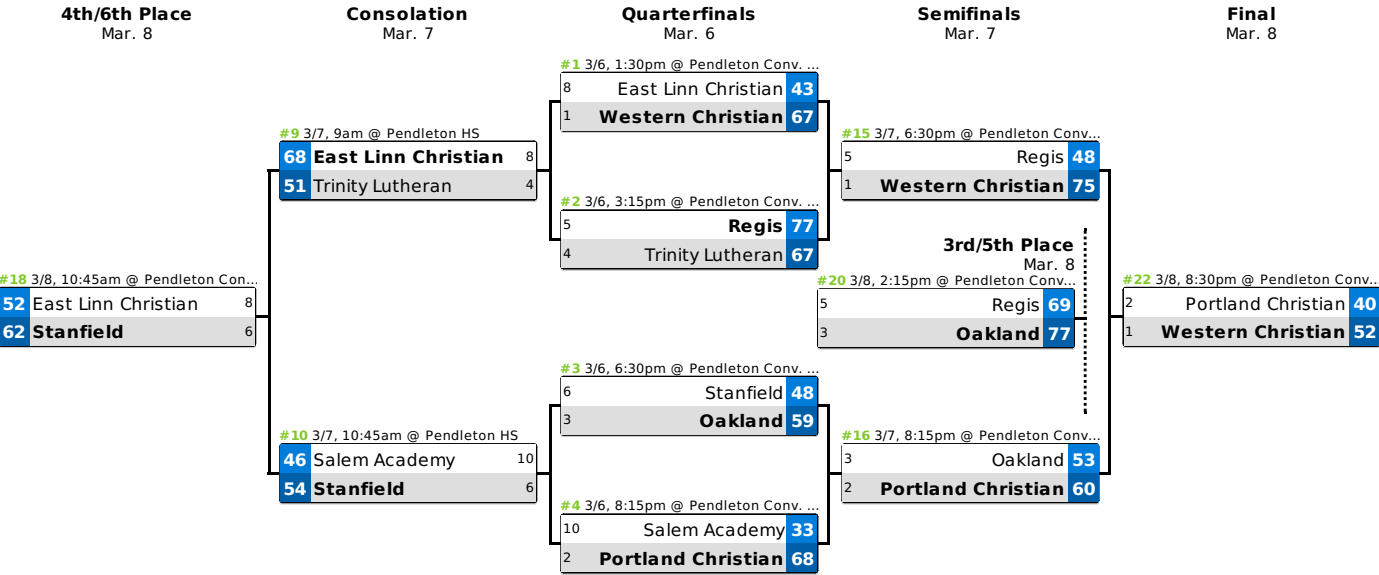 4th/6th Place
Mar. 8
Consolation
Mar. 7
Quarterfinals
Mar. 6
Semifinals
Mar. 7
Final
Mar. 8
#18 3/8, 10:45am @ Pendleton Con...
52 East Linn Christian 8
62 Stanfield 6
#9 3/7, 9am @ Pendleton HS
68 East Linn Christian 8
51 Trinity Lutheran 4
#10 3/7, 10:45am @ Pendleton HS
46 Salem Academy 10
54 Stanfield 6
#1 3/6, 1:30pm @ Pendleton Conv. ...
8 East Linn Christian 43
1 Western Christian 67
#2 3/6, 3:15pm @ Pendleton Conv. ...
5 Regis 77
4 Trinity Lutheran 67
#3 3/6, 6:30pm @ Pendleton Conv. ...
6 Stanfield 48
3 Oakland 59
#4 3/6, 8:15pm @ Pendleton Conv. ...
10 Salem Academy 33
2 Portland Christian 68
#15 3/7, 6:30pm @ Pendleton Conv...
5 Regis 48
1 Western Christian 75
3rd/5th Place
Mar. 8
#20 3/8, 2:15pm @ Pendleton Conv...
5 Regis 69
3 Oakland 77
#16 3/7, 8:15pm @ Pendleton Conv...
3 Oakland 53
2 Portland Christian 60
#22 3/8, 8:30pm @ Pendleton Conv...
2 Portland Christian 40
1 Western Christian 52